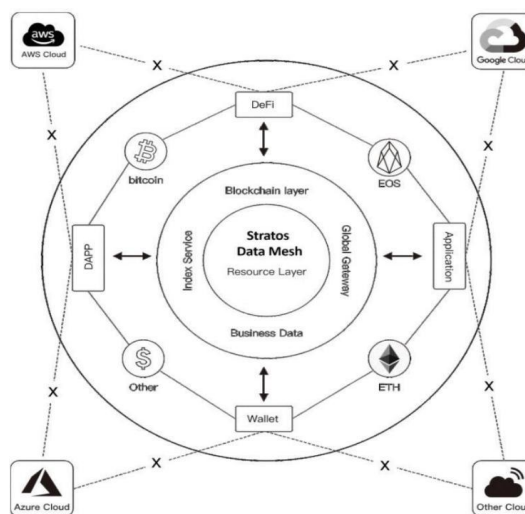 aws
AWS Cloud
Google Cloud
X
X
DeFi
X
X
bitcoin
EOS
Blockchain layer
Stratos
Data Mesh
Resource Layer
DAPP
Index Service
Global Gateway
Application
Business Data
Other
ETH
X
X
Wallet
X
X
Azure Cloud
Other Cloud